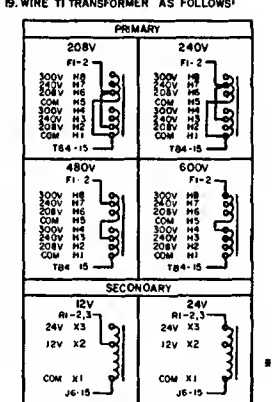 19. WIRE T1 TRANSFORMER AS FOLLOWS:
PRIMARY
208V 240V
F1-2 F1-2
300V H8 300V H8
240V H7 240V H7
208V H6 208V H6
COM H5 COM H5
300V H4 300V H4
240V H3 240V H3
208V H2 208V H2
COM H1 COM H1
TB4-15 TB4-15
480V 600V
F1-2 F1-2
300V H8 300V H8
240V H7 240V H7
208V H6 208V H6
COM H5 COM H5
300V H4 300V H4
240V H3 240V H3
208V H2 208V H2
COM H1 COM H1
TB4 15 TB4-15
SECONDARY
12V 24V
R1-2,3 R1-2,3
24V X3 24V X3
12V X2 12V X2
COM X1 COM X1
J6-15 J6-15